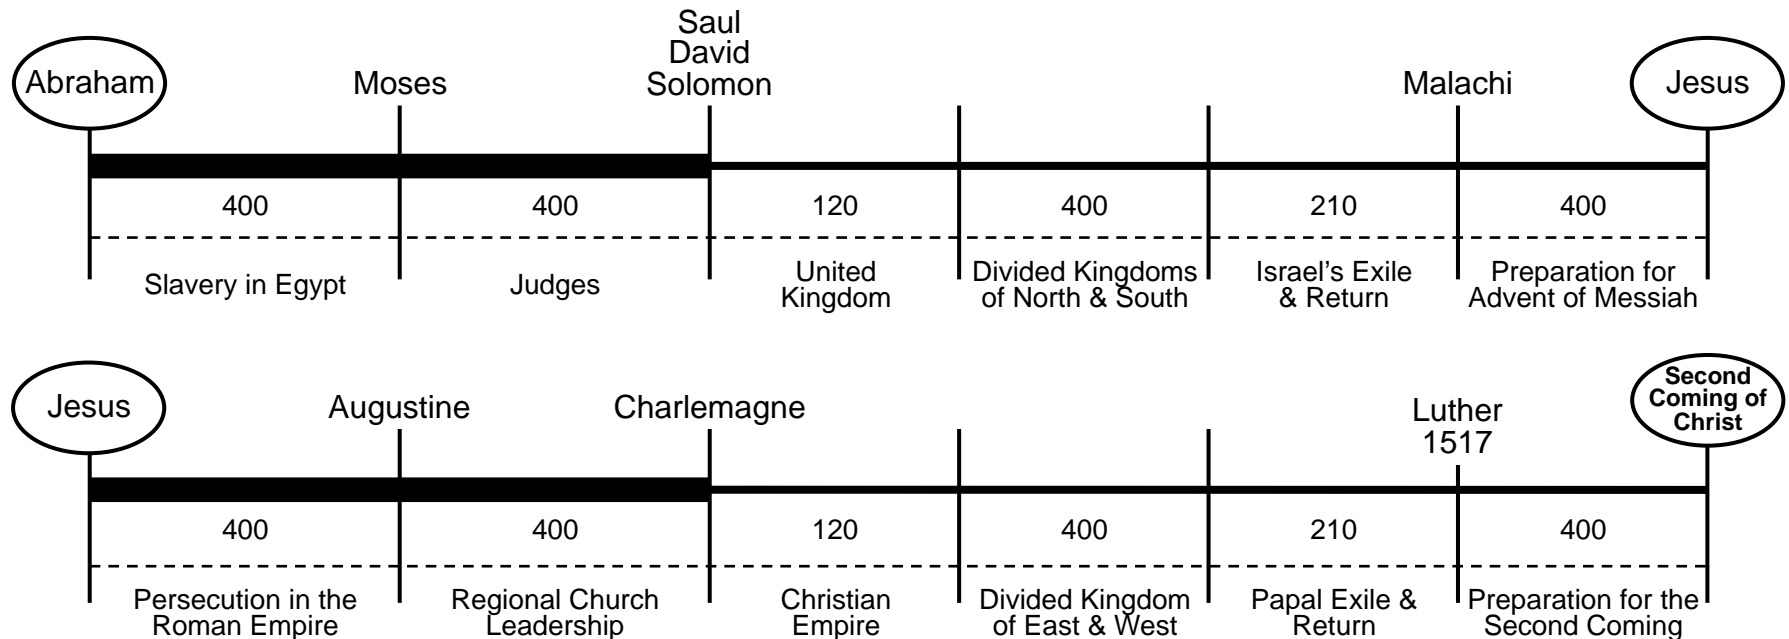 Saul
David
Solomon
Abraham
Moses
Malachi
Jesus
400
400
120
400
210
400
Slavery in Egypt
Judges
United
Kingdom
Divided Kingdoms
of North & South
Israel’s Exile
& Return
Preparation for
Advent of Messiah
Jesus
Augustine
Charlemagne
Luther
1517
Second
Coming of
Christ
400
400
120
400
210
400
Persecution in the
Roman Empire
Regional Church
Leadership
Christian
Empire
Divided Kingdom
of East & West
Papal Exile &
Return
Preparation for the
Second Coming